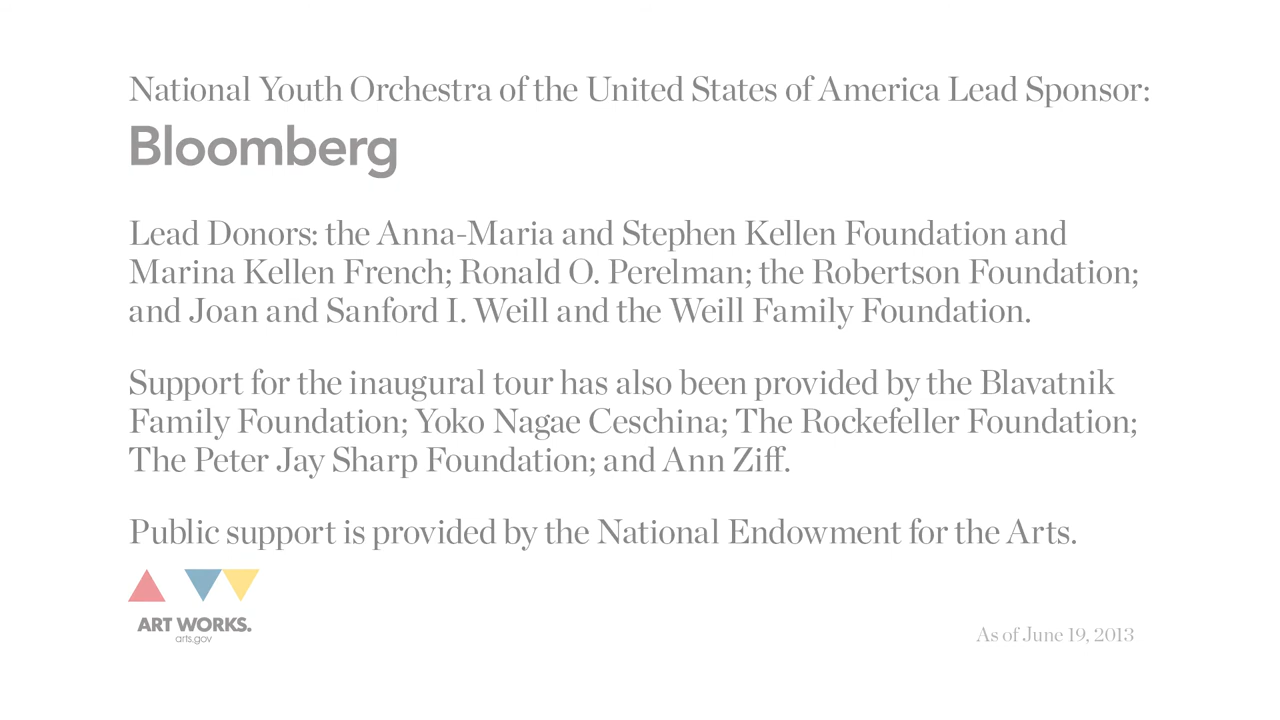 National Youth Orchestra of the United States of America Lead Sponsor:
Bloomberg
Lead Donors: the Anna-Maria and Stephen Kellen Foundation and
Marina Kellen French; Ronald O. Perelman; the Robertson Foundation;
and Joan and Sanford I. Weill and the Weill Family Foundation.
Support for the inaugural tour has also been provided by the Blavatnik
Family Foundation; Yoko Nagae Ceschina; The Rockefeller Foundation;
The Peter Jay Sharp Foundation; and Ann Ziff.
Public support is provided by the National Endowment for the Arts.
ART WORKS.
arts.gov
As of June 19, 2013